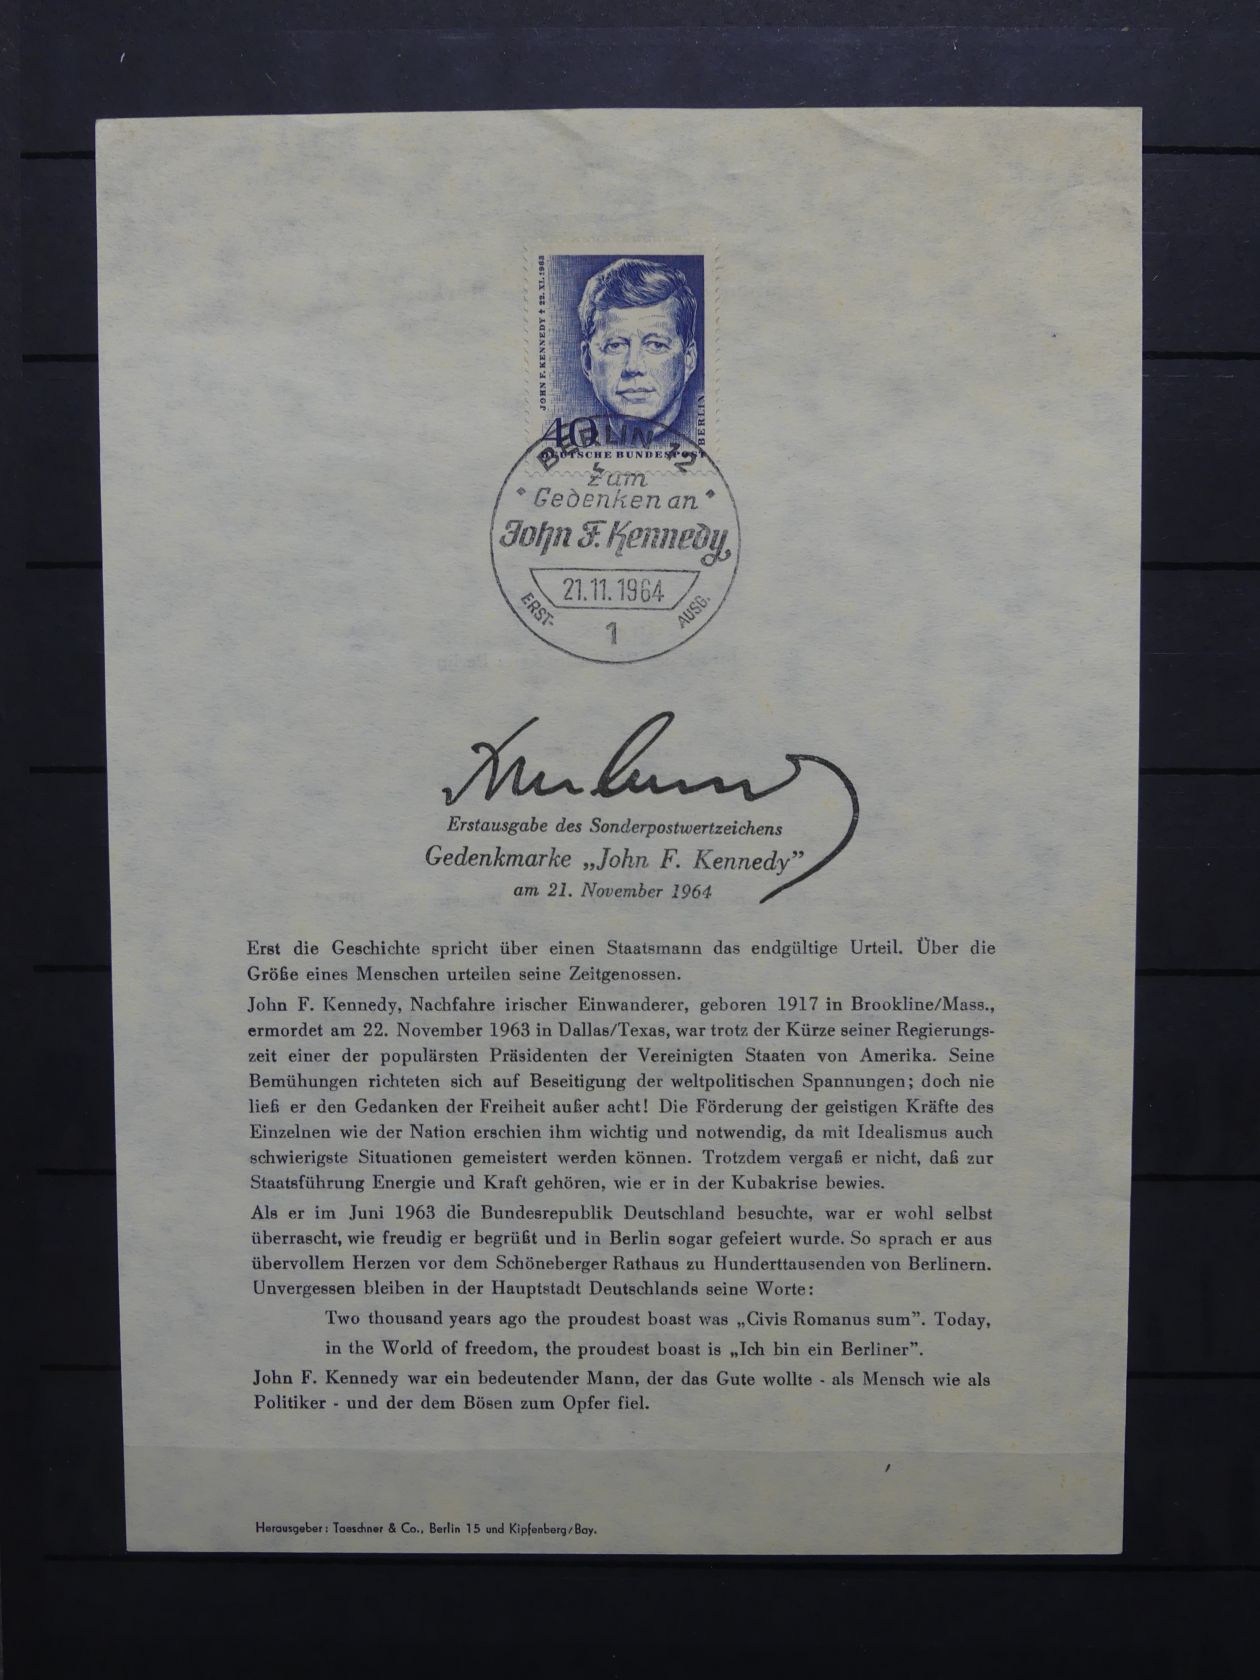 JOHN F. KENNEDY † 22. XI. 1963
40
BERLIN
DEUTSCHE BUNDESPOST
BERLIN 12
Zum
Gedenken an
John F. Kennedy
21.11.1964
ERST-
AUSG.
1
Erstausgabe des Sonderpostwertzeichens
Gedenkmarke „John F. Kennedy”
am 21. November 1964
Erst die Geschichte spricht über einen Staatsmann das endgültige Urteil. Über die
Größe eines Menschen urteilen seine Zeitgenossen.
John F. Kennedy, Nachfahre irischer Einwanderer, geboren 1917 in Brookline/Mass.,
ermordet am 22. November 1963 in Dallas/Texas, war trotz der Kürze seiner Regierungs-
zeit einer der populärsten Präsidenten der Vereinigten Staaten von Amerika. Seine
Bemühungen richteten sich auf Beseitigung der weltpolitischen Spannungen; doch nie
ließ er den Gedanken der Freiheit außer acht! Die Förderung der geistigen Kräfte des
Einzelnen wie der Nation erschien ihm wichtig und notwendig, da mit Idealismus auch
schwierigste Situationen gemeistert werden können. Trotzdem vergaß er nicht, daß zur
Staatsführung Energie und Kraft gehören, wie er in der Kubakrise bewies.
Als er im Juni 1963 die Bundesrepublik Deutschland besuchte, war er wohl selbst
überrascht, wie freudig er begrüßt und in Berlin sogar gefeiert wurde. So sprach er aus
übervollem Herzen vor dem Schöneberger Rathaus zu Hunderttausenden von Berlinern.
Unvergessen bleiben in der Hauptstadt Deutschlands seine Worte:
Two thousand years ago the proudest boast was „Civis Romanus sum”. Today,
in the World of freedom, the proudest boast is „Ich bin ein Berliner”.
John F. Kennedy war ein bedeutender Mann, der das Gute wollte - als Mensch wie als
Politiker - und der dem Bösen zum Opfer fiel.
Herausgeber: Taeschner & Co., Berlin 15 und Kipfenberg/Bay.